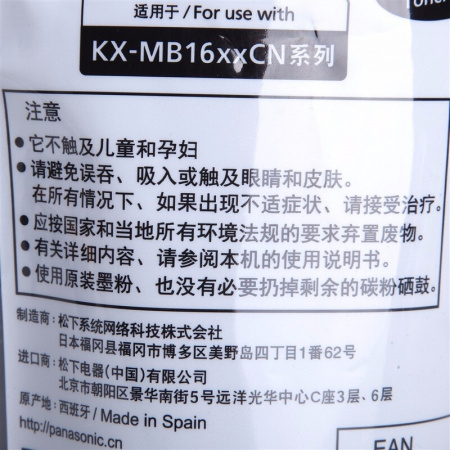 适用于/For use with
Toner
KX-MB16xxCN系列
注意
● 它不触及儿童和孕妇
● 请避免误吞、吸入或触及眼睛和皮肤。
在所有情况下、如果出现不适症状、请接受治疗。
● 应按国家和当地所有环境法规的要求弃置废物。
● 有关详细内容、请参阅本机的使用说明书。
● 使用原装墨粉、也没有必要扔掉剩余的碳粉硒鼓。
制造商：松下系统网络科技株式会社
日本福冈县福冈市博多区美野岛四丁目1番62号
进口商：松下电器（中国）有限公司
北京市朝阳区景华南街5号远洋光华中心C座3层、6层
原产地：西班牙/Made in Spain
http://panasonic.cn
EAN